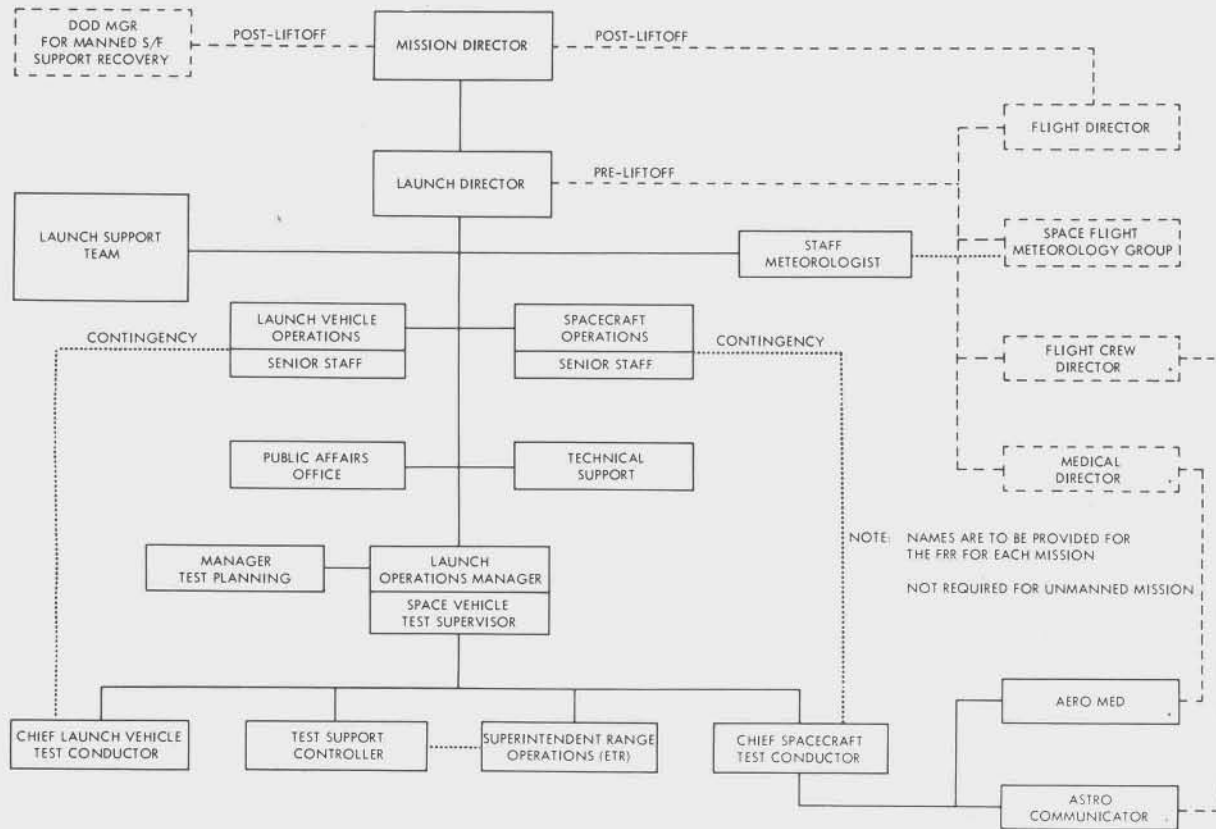 DOD MGR
FOR MANNED S/F
SUPPORT RECOVERY
POST-LIFTOFF
MISSION DIRECTOR
POST-LIFTOFF
FLIGHT DIRECTOR
LAUNCH DIRECTOR
PRE-LIFTOFF
LAUNCH SUPPORT
TEAM
STAFF
METEOROLOGIST
SPACE FLIGHT
METEOROLOGY GROUP
CONTINGENCY
LAUNCH VEHICLE
OPERATIONS
SENIOR STAFF
SPACECRAFT
OPERATIONS
SENIOR STAFF
CONTINGENCY
FLIGHT CREW
DIRECTOR
PUBLIC AFFAIRS
OFFICE
TECHNICAL
SUPPORT
MEDICAL
DIRECTOR
NOTE: NAMES ARE TO BE PROVIDED FOR
THE FRR FOR EACH MISSION
NOT REQUIRED FOR UNMANNED MISSION
MANAGER
TEST PLANNING
LAUNCH
OPERATIONS MANAGER
SPACE VEHICLE
TEST SUPERVISOR
AERO MED
CHIEF LAUNCH VEHICLE
TEST CONDUCTOR
TEST SUPPORT
CONTROLLER
SUPERINTENDENT RANGE
OPERATIONS (ETR)
CHIEF SPACECRAFT
TEST CONDUCTOR
ASTRO
COMMUNICATOR